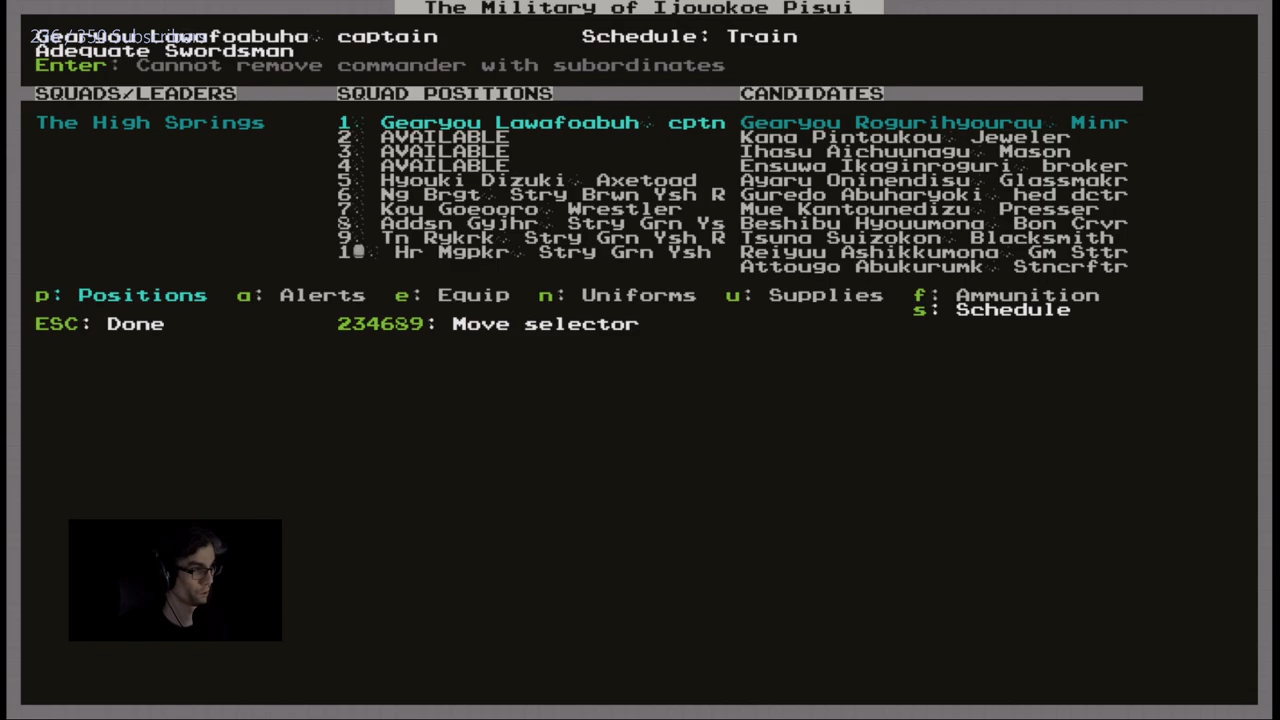 The Military of Ijouokoe Pisui
Lawafoabuha captain Schedule: Train
Adequate Swordsman
Enter: Cannot remove commander with subordinates
SQUADS/LEADERS SQUAD POSITIONS CANDIDATES
The High Springs 1 Gearyou Lawafoabuh cptn Gearyou Rogurihyourau Minr
2 AVAILABLE Kana Pintoukou Jeweler
3 AVAILABLE Ihasu Aichuunagu Mason
4 AVAILABLE Ensuwa Ikaginroguri broker
5 Hyouki Dizuki Axetoad Ayaru Oninendisu Glassmakr
6 Ng Brgt Stry Brwn Ysh R Guredo Abuharyoki hed dctr
7 Kou Goeooro Wrestler Mue Kantounedizu Presser
8 Addsn Gyjhr Stry Grn Ys Beshibu Hyouumona Bon Crvr
9 Tn Rykrk Stry Grn Ysh R Tsuna Suizokon Blacksmith
1 Hr Mgpkr Stry Grn Ysh Reiyuu Ashikkumona Gm Sttr
Attougo Abukurumk Stncrftr
p: Positions a: Alerts e: Equip n: Uniforms u: Supplies f: Ammunition
s: Schedule
ESC: Done 234689: Move selector